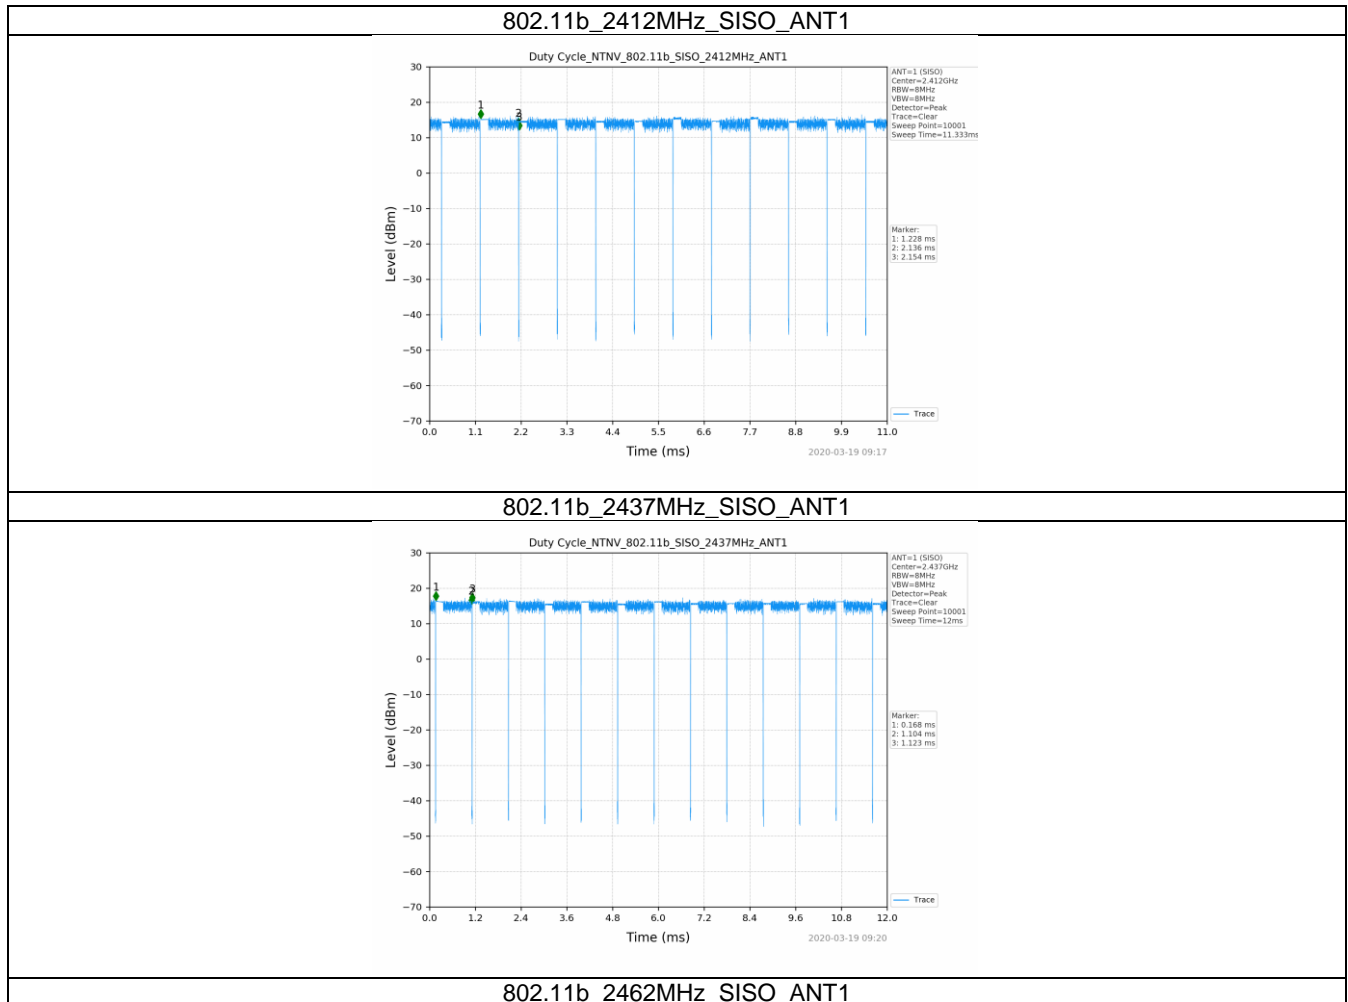 802.11b_2412MHz_SISO_ANT1
Duty Cycle_NTNV_802.11b_SISO_2412MHz_ANT1
ANT=1 (SISO)
Center=2.412GHz
RBW=8MHz
VBW=8MHz
Detector=Peak
Trace=Clear
Sweep Point=10001
Sweep Time=11.333ms
30
20
10
0
−10
−20
−30
−40
−50
−60
−70
Level (dBm)
1
2
3
Marker:
1: 1.228 ms
2: 2.136 ms
3: 2.154 ms
Trace
0.0 1.1 2.2 3.3 4.4 5.5 6.6 7.7 8.8 9.9 11.0
Time (ms)
2020-03-19 09:17
802.11b_2437MHz_SISO_ANT1
Duty Cycle_NTNV_802.11b_SISO_2437MHz_ANT1
ANT=1 (SISO)
Center=2.437GHz
RBW=8MHz
VBW=8MHz
Detector=Peak
Trace=Clear
Sweep Point=10001
Sweep Time=12ms
30
20
10
0
−10
−20
−30
−40
−50
−60
−70
Level (dBm)
1
2
3
Marker:
1: 0.168 ms
2: 1.104 ms
3: 1.123 ms
Trace
0.0 1.2 2.4 3.6 4.8 6.0 7.2 8.4 9.6 10.8 12.0
Time (ms)
2020-03-19 09:20
802.11b_2462MHz_SISO_ANT1